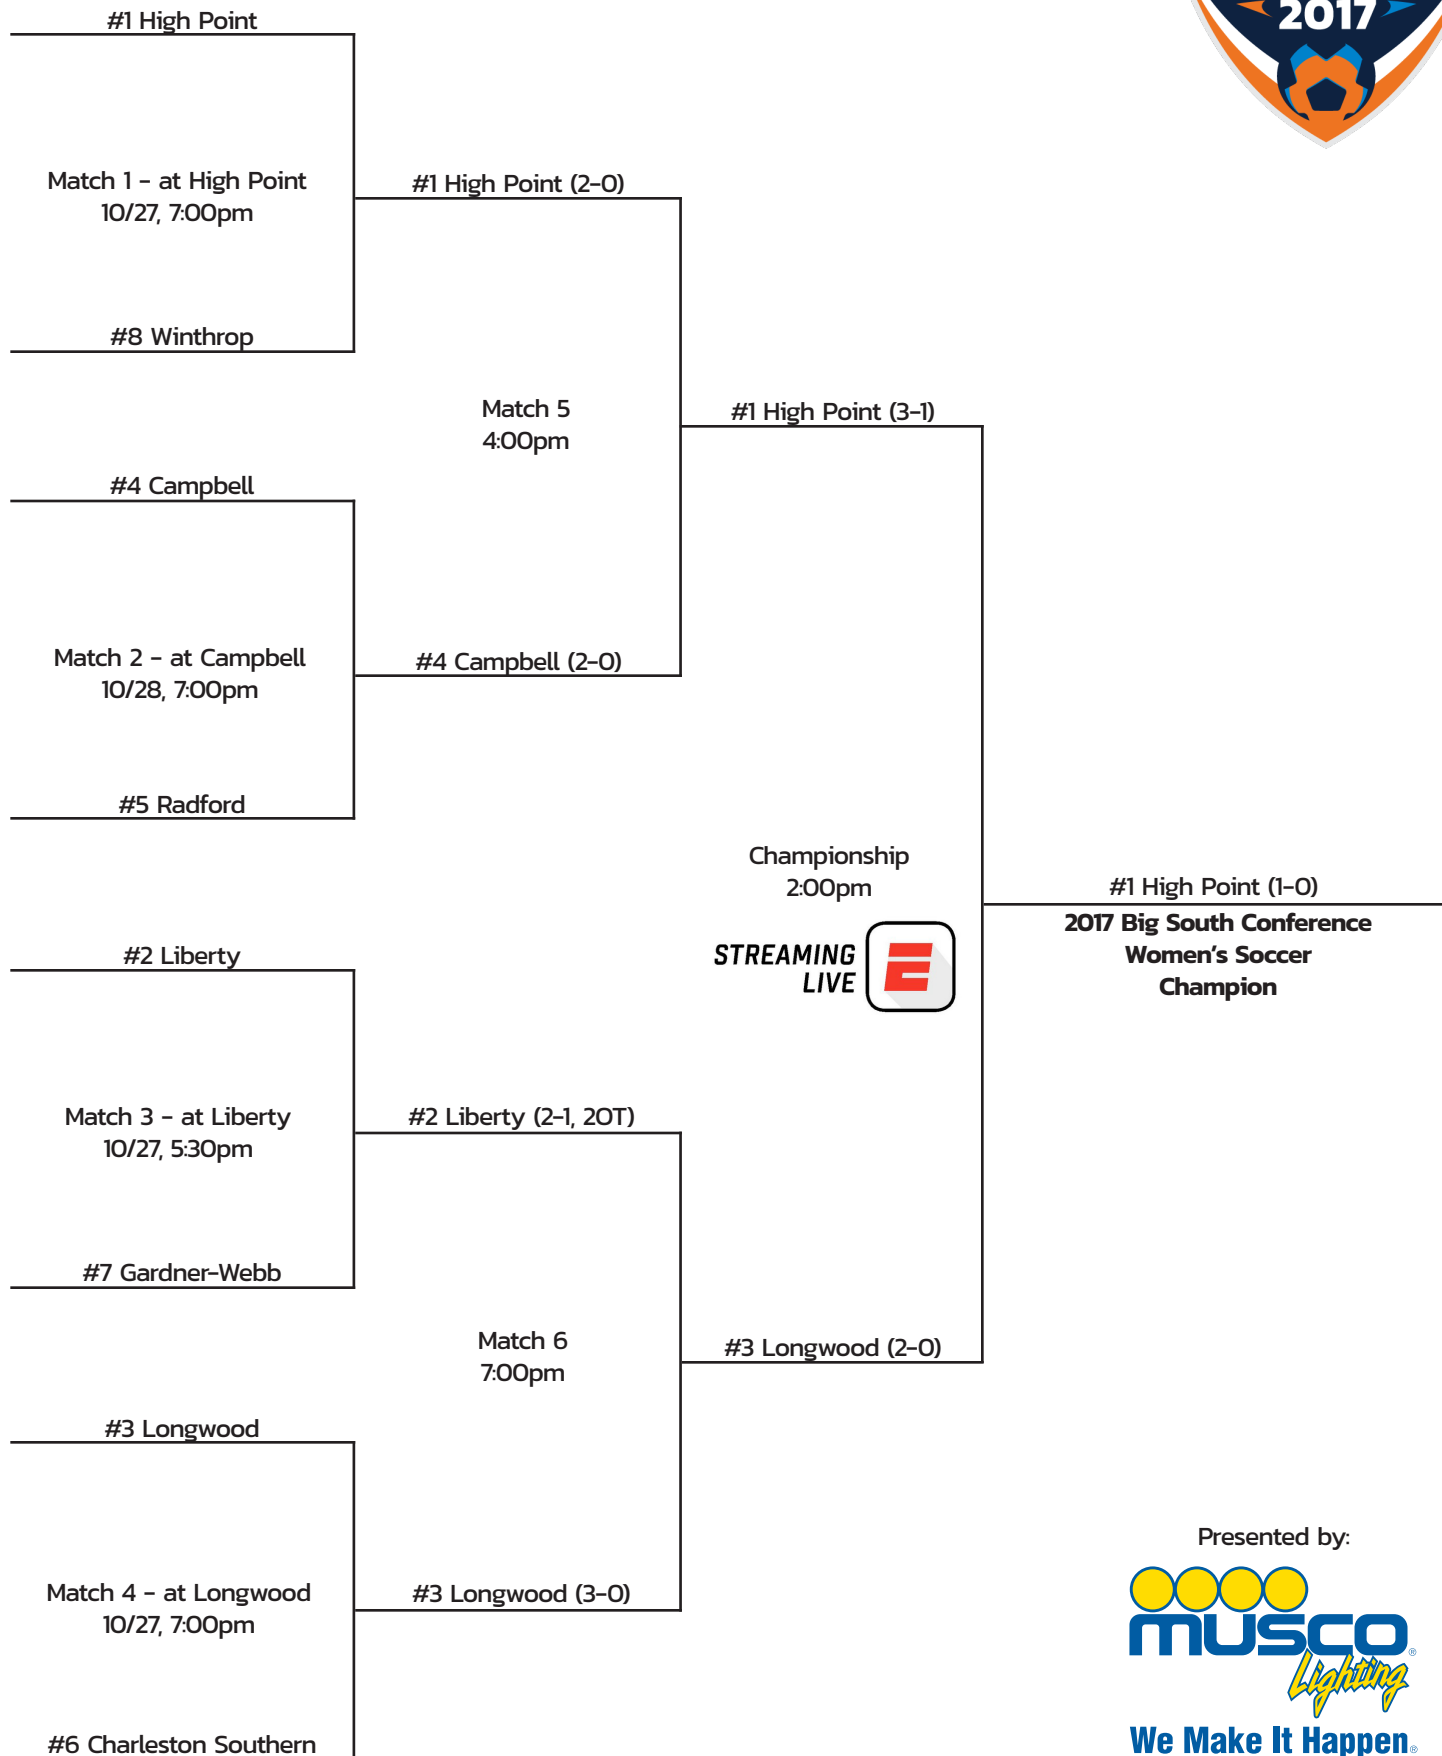 2017
#1 High Point
Match 1 - at High Point
10/27, 7:00pm
#8 Winthrop
#1 High Point (2-0)
Match 5
4:00pm
#4 Campbell
Match 2 - at Campbell
10/28, 7:00pm
#5 Radford
#4 Campbell (2-0)
#1 High Point (3-1)
Championship
2:00pm
STREAMING
LIVE
#1 High Point (1-0)
2017 Big South Conference
Women's Soccer
Champion
#2 Liberty
Match 3 - at Liberty
10/27, 5:30pm
#7 Gardner-Webb
#2 Liberty (2-1, 2OT)
Match 6
7:00pm
#3 Longwood (2-0)
#3 Longwood
Match 4 - at Longwood
10/27, 7:00pm
#6 Charleston Southern
#3 Longwood (3-0)
Presented by:
musco®
Lighting
We Make It Happen®